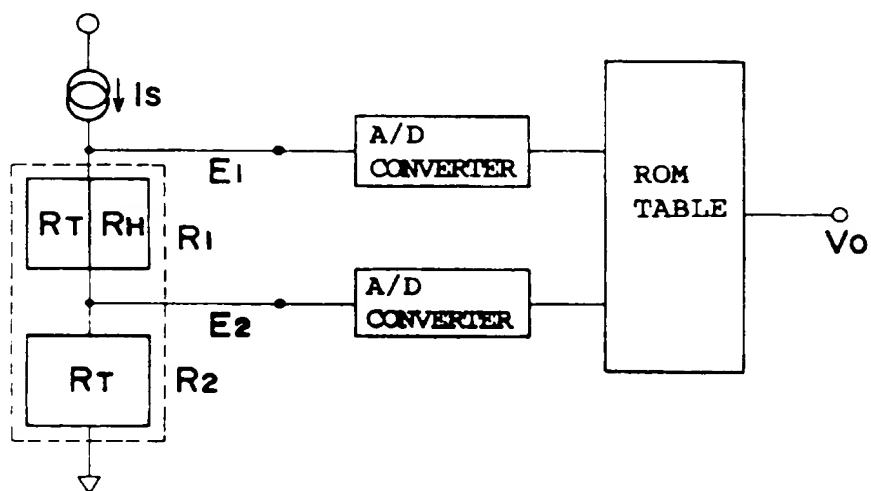 Is
A/D
CONVERTER
E1
ROM
TABLE
RT RH
R1
Vo
A/D
CONVERTER
E2
RT
R2